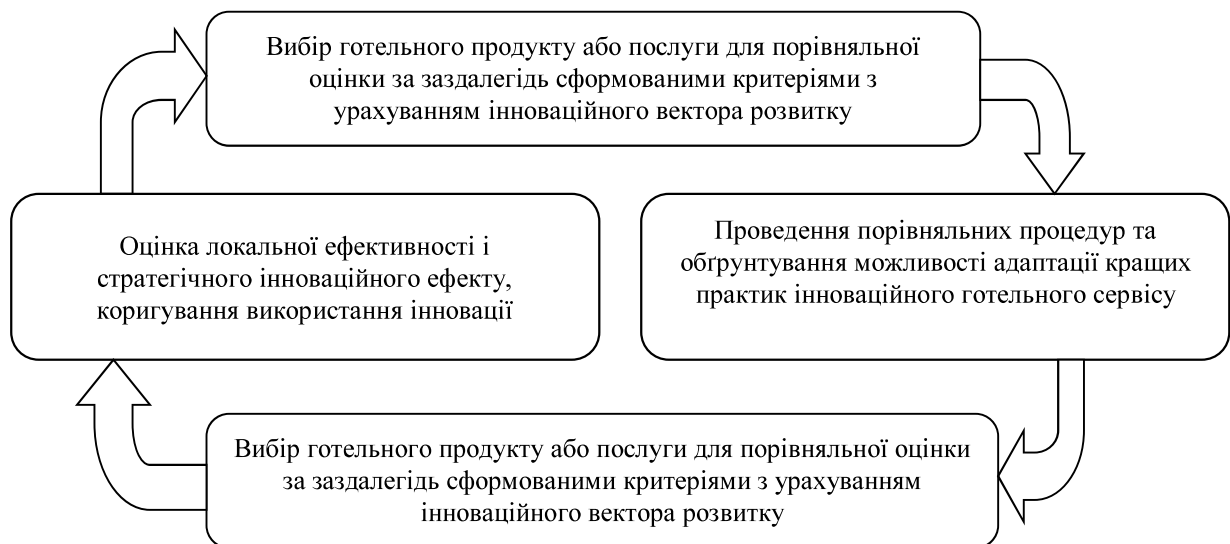 Вибір готельного продукту або послуги для порівняльної
оцінки за заздалегідь сформованими критеріями з
урахуванням інноваційного вектора розвитку
Проведення порівняльних процедур та
обґрунтування можливості адаптації кращих
практик інноваційного готельного сервісу
Вибір готельного продукту або послуги для порівняльної оцінки
за заздалегідь сформованими критеріями з урахуванням
інноваційного вектора розвитку
Оцінка локальної ефективності і
стратегічного інноваційного ефекту,
коригування використання інновації